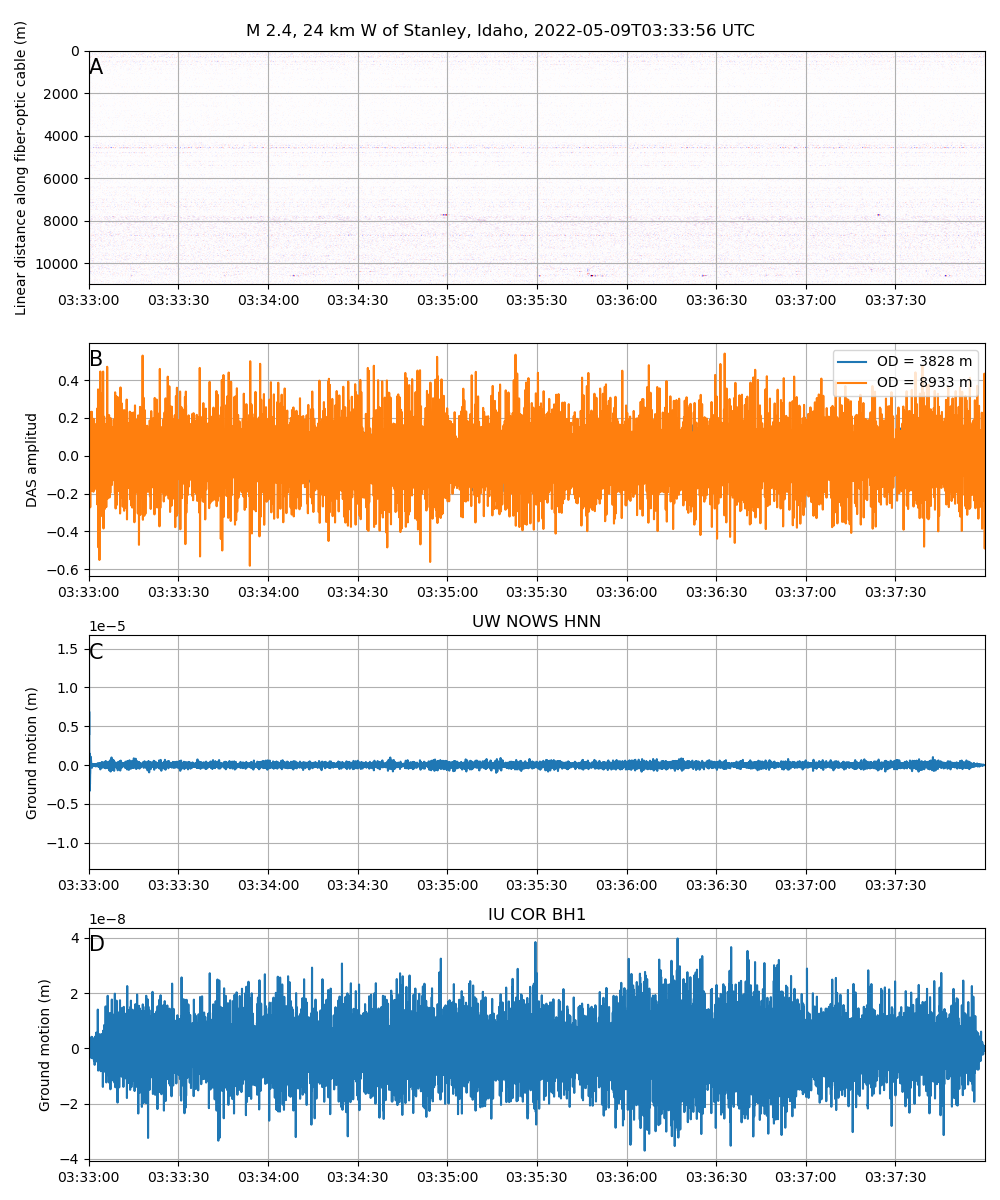 M 2.4, 24 km W of Stanley, Idaho, 2022-05-09T03:33:56 UTC
Linear distance along fiber-optic cable (m)
A
0
2000
4000
6000
8000
10000
03:33:00 03:33:30 03:34:00 03:34:30 03:35:00 03:35:30 03:36:00 03:36:30 03:37:00 03:37:30
B
DAS amplitud
OD = 3828 m
OD = 8933 m
0.4
0.2
0.0
−0.2
−0.4
−0.6
03:33:00 03:33:30 03:34:00 03:34:30 03:35:00 03:35:30 03:36:00 03:36:30 03:37:00 03:37:30
UW NOWS HNN
1e−5
C
Ground motion (m)
1.5
1.0
0.5
0.0
−0.5
−1.0
03:33:00 03:33:30 03:34:00 03:34:30 03:35:00 03:35:30 03:36:00 03:36:30 03:37:00 03:37:30
IU COR BH1
1e−8
D
Ground motion (m)
4
2
0
−2
−4
03:33:00 03:33:30 03:34:00 03:34:30 03:35:00 03:35:30 03:36:00 03:36:30 03:37:00 03:37:30